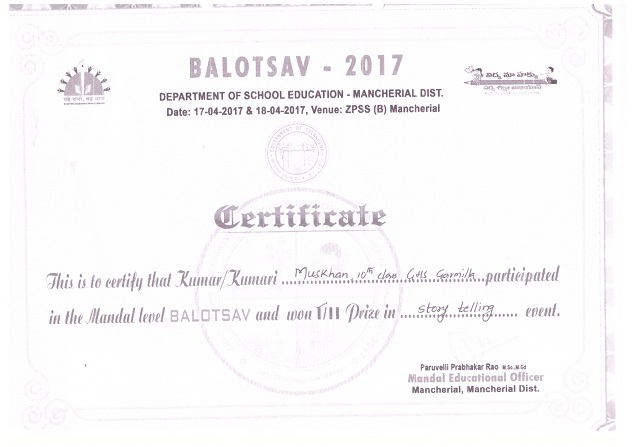 BALOTSAV - 2017
DEPARTMENT OF SCHOOL EDUCATION - MANCHERIAL DIST.
Date: 17-04-2017 & 18-04-2017, Venue: ZPSS (B) Mancherial
Certificate
This is to certify that Kumar/Kumari ....Muskhan, 10th class GHS Garmilla...participated
in the Mandal level BALOTSAV and won I/II Prize in ....story telling...... event.
Paruvelli Prabhakar Rao M.Sc.,M.Ed
Mandal Educational Officer
Mancherial, Mancherial Dist.